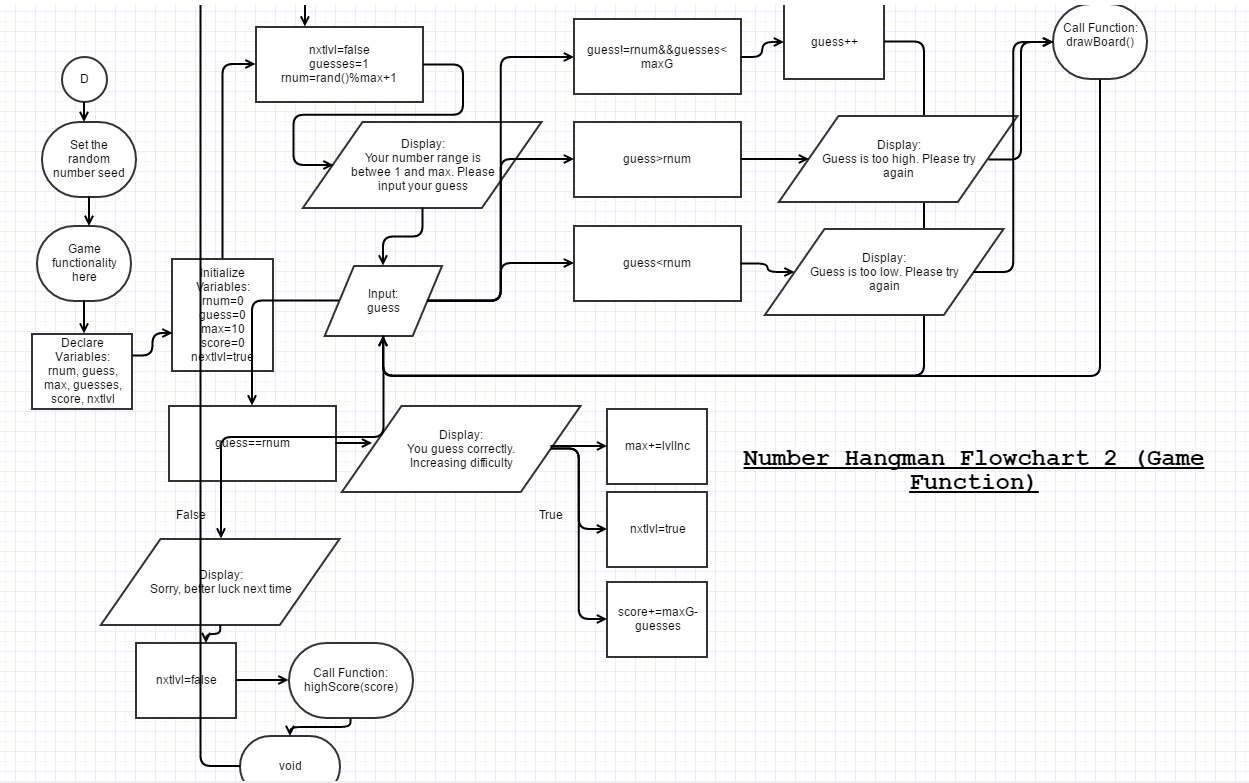 D
Set the
random
number seed
Game
functionality
here
Declare
Variables:
rnum, guess,
max, guesses,
score, nxtlvl
Initialize
Variables:
rnum=0
guess=0
max=10
score=0
nextlvl=true
nxtlvl=false
guesses=1
rnum=rand()%max+1
Display:
Your number range is
betwee 1 and max. Please
input your guess
Input:
guess
guess!=rnum&&guesses<
maxG
guess++
Call Function:
drawBoard()
guess>rnum
Display:
Guess is too high. Please try
again
guess<rnum
Display:
Guess is too low. Please try
again
guess==rnum
Display:
You guess correctly.
Increasing difficulty
max+=lvlInc
nxtlvl=true
score+=maxG-
guesses
True
False
Display:
Sorry, better luck next time
nxtlvl=false
Call Function:
highScore(score)
void
Number Hangman Flowchart 2 (Game
Function)